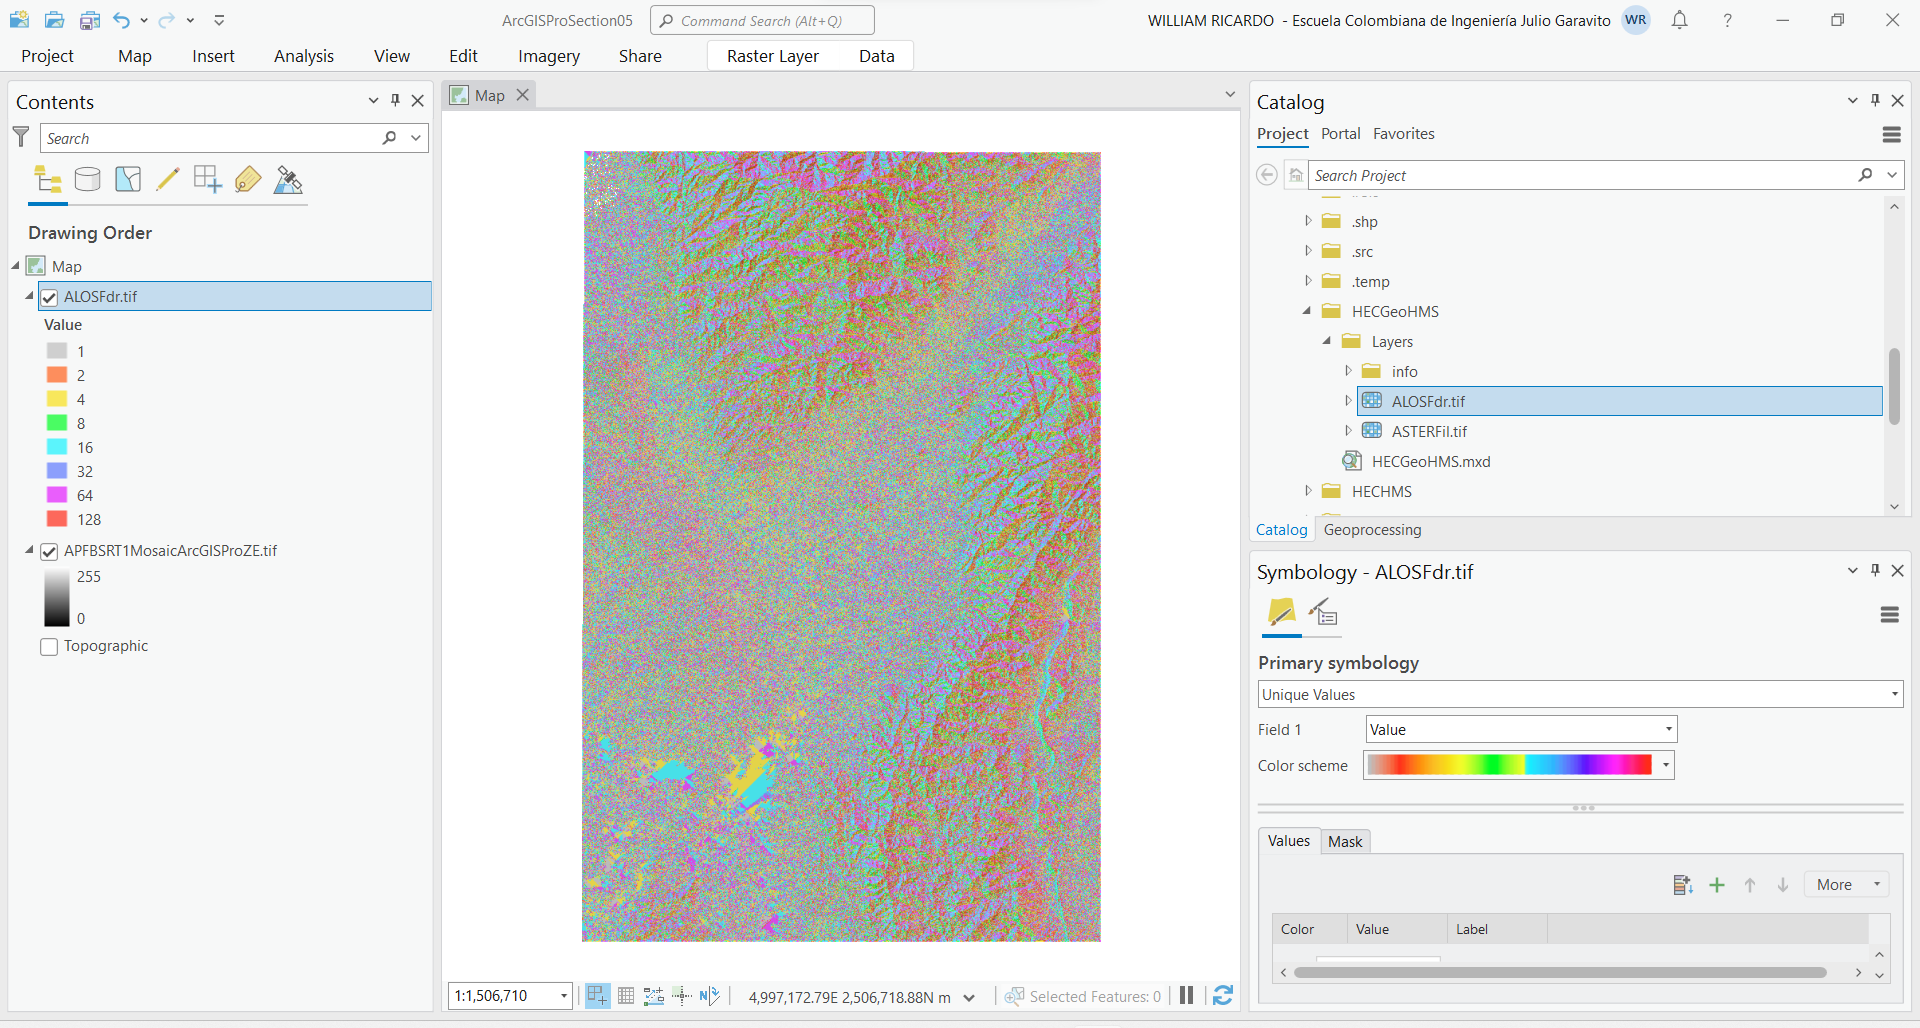 ArcGISProSection05
Command Search (Alt+Q)
WILLIAM RICARDO - Escuela Colombiana de Ingeniería Julio Garavito
WR
?
Project
Map
Insert
Analysis
View
Edit
Imagery
Share
Raster Layer
Data
Contents
Search
Drawing Order
Map
ALOSFdr.tif
Value
1
2
4
8
16
32
64
128
APFBSRT1MosaicArcGISProZE.tif
255
0
Topographic
Map
1:1,506,710
4,997,172.79E 2,506,718.88N m
Selected Features: 0
Catalog
Project
Portal
Favorites
Search Project
.shp
.src
.temp
HECGeoHMS
Layers
info
ALOSFdr.tif
ASTERFil.tif
HECGeoHMS.mxd
HECHMS
Catalog
Geoprocessing
Symbology - ALOSFdr.tif
Primary symbology
Unique Values
Field 1
Value
Color scheme
Values
Mask
More
Color
Value
Label